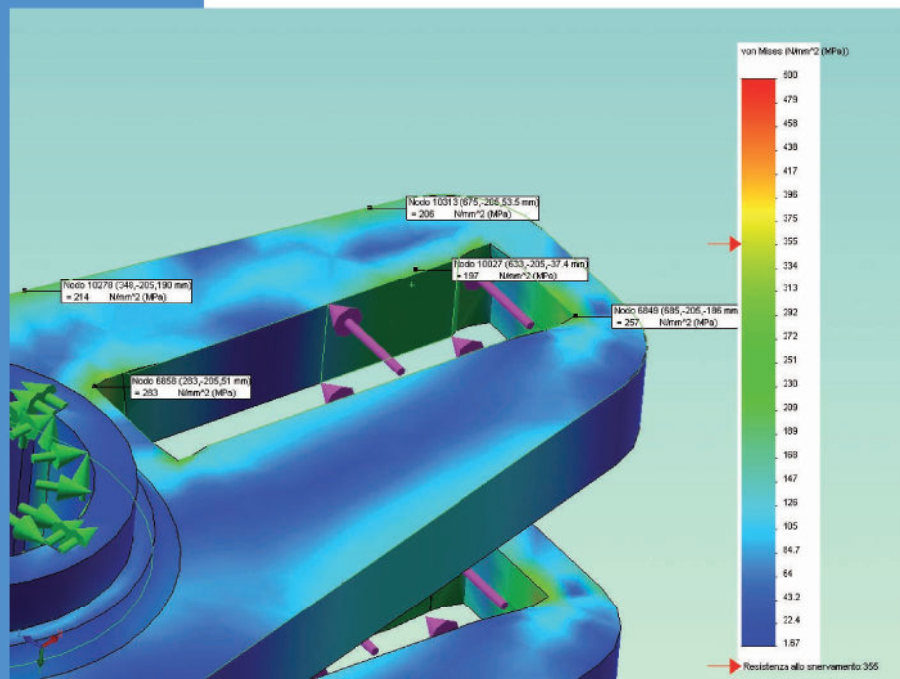 von Mises (N/mm^2 (MPa))
500
479
458
438
417
396
375
355
334
313
292
272
251
230
209
188
168
147
126
105
84.7
64
43.2
22.4
1.67
Resistenza allo snervamento:355
Nodo 10313 (675,-205,53.5 mm)
= 206 N/mm^2 (MPa)
Nodo 10027 (633,-205,-37.4 mm)
= 197 N/mm^2 (MPa)
Nodo 10278 (348,-205,190 mm)
= 214 N/mm^2 (MPa)
Nodo 6849 (685,-205,-186 mm
= 257 N/mm^2 (MPa)
Nodo 6858 (283,-205,51 mm)
= 283 N/mm^2 (MPa)